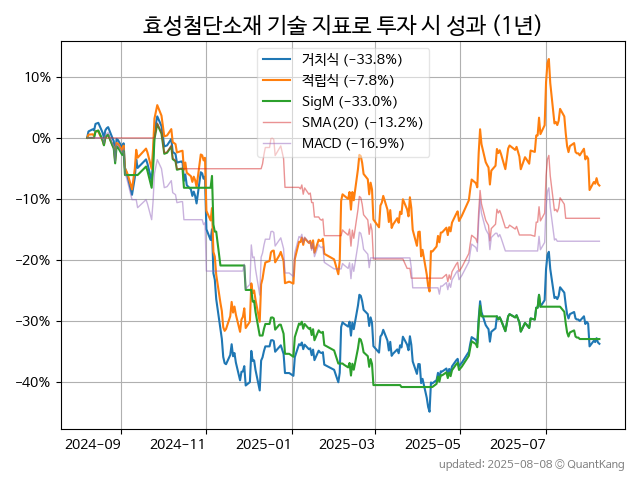 효성첨단소재 기술 지표로 투자 시 성과 (1년)
거치식 (−33.8%)
적립식 (−7.8%)
SigM (−33.0%)
SMA(20) (−13.2%)
MACD (−16.9%)
10%
0%
−10%
−20%
−30%
−40%
2024-09 2024-11 2025-01 2025-03 2025-05 2025-07
updated: 2025-08-08 © QuantKang